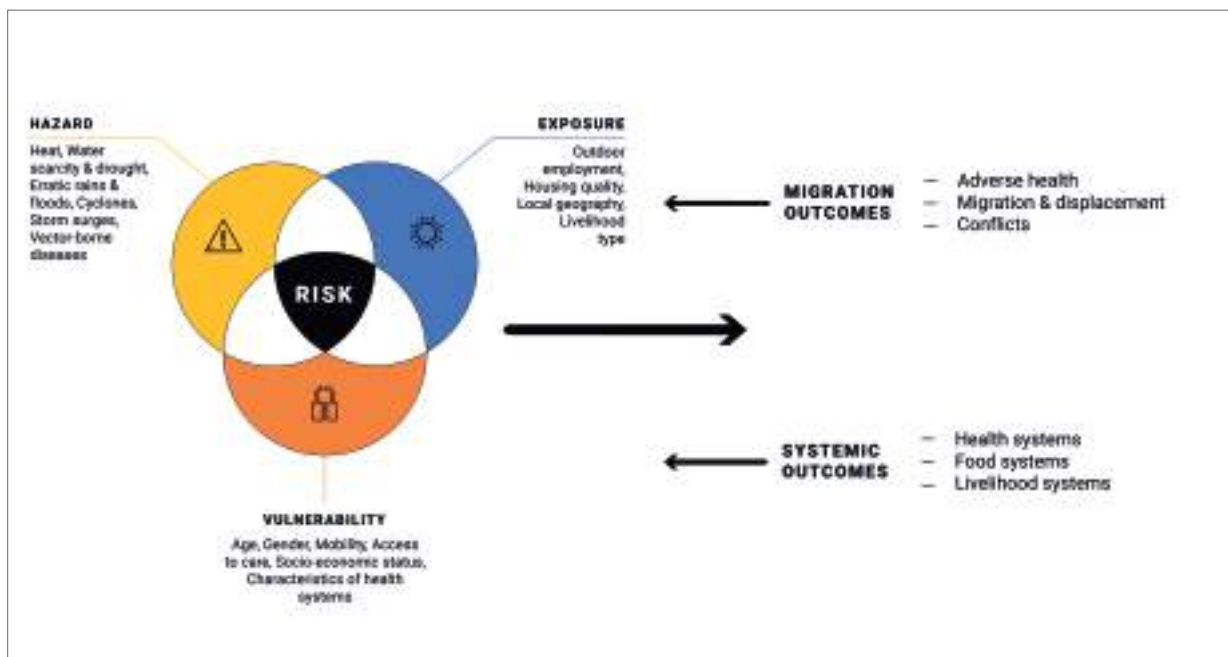 HAZARD
Heat, Water
scarcity & drought,
Erratic rains &
floods, Cyclones,
Storm surges,
Vector-borne
diseases
EXPOSURE
Outdoor
employment,
Housing quality,
Local geography,
Livelihood
type
RISK
VULNERABILITY
Age, Gender, Mobility, Access
to care, Socio-economic status,
Characteristics of health
systems
MIGRATION
OUTCOMES
– Adverse health
– Migration & displacement
– Conflicts
SYSTEMIC
OUTCOMES
– Health systems
– Food systems
– Livelihood systems